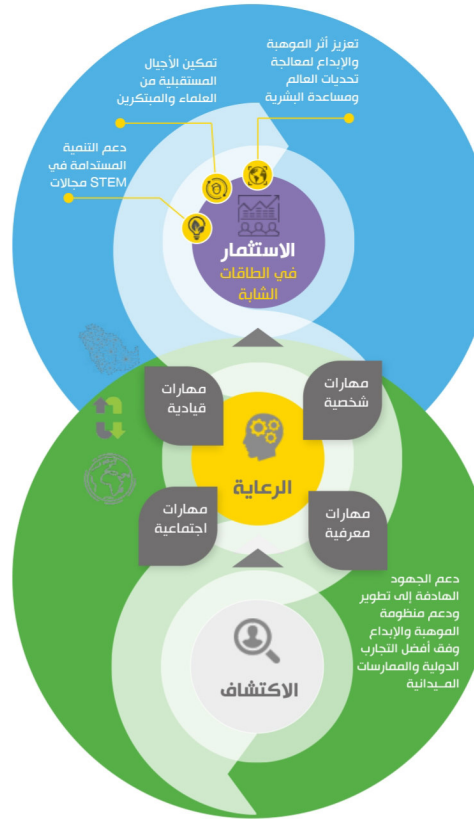 تعزيز أثر الموهبة
والإبداع لمعالجة
تحديات العالم
ومساعدة البشرية
تمكين الأجيال
المستقبلية من
العلماء والمبتكرين
دعم التنمية
المستدامة في
مجالات STEM
الاستثمار
في الطاقات
الشابة
مهارات
شخصية
مهارات
قيادية
الرعاية
مهارات
معرفية
مهارات
اجتماعية
دعم الجهود
الهادفة إلى تطوير
ودعم منظومة
الموهبة والإبداع
وفق أفضل التجارب
الدولية والممارسات
المــيدانية
الاكتشاف